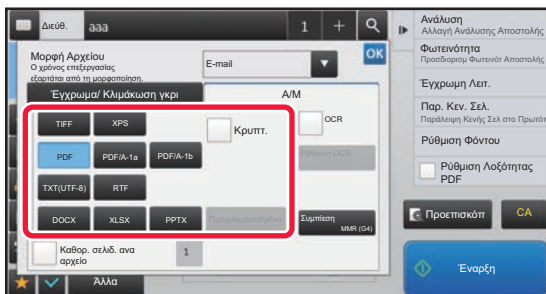 Διεύθ.
aaa
1
Μορφή Αρχείου
Ο χρόνος επεξεργασίας
εξαρτάται από τη μορφοποίηση.
E-mail
OK
Έγχρωμα/ Κλιμάκωση γκρι
Α/Μ
TIFF
XPS
Κρυπτ.
OCR
PDF
PDF/A-1a
PDF/A-1b
Ρύθμιση OCR
TXT(UTF-8)
RTF
DOCX
XLSX
PPTX
Προγραμματισμένα
Συμπίεση
MMR (G4)
Καθορ. σελιδ. ανα
αρχείο
1
Άλλα
Ανάλυση
Αλλαγή Ανάλυσης Αποστολής
Φωτεινότητα
Προσδιορισμ Φωτεινότ Αποστολής
Έγχρωμη Λειτ.
Παρ. Κεν. Σελ.
Παράλειψη Κενής Σελ στο Πρωτότ
Ρύθμιση Φόντου
Ρύθμιση Λοξότητας
PDF
Προεπισκόπ
CA
Έναρξη